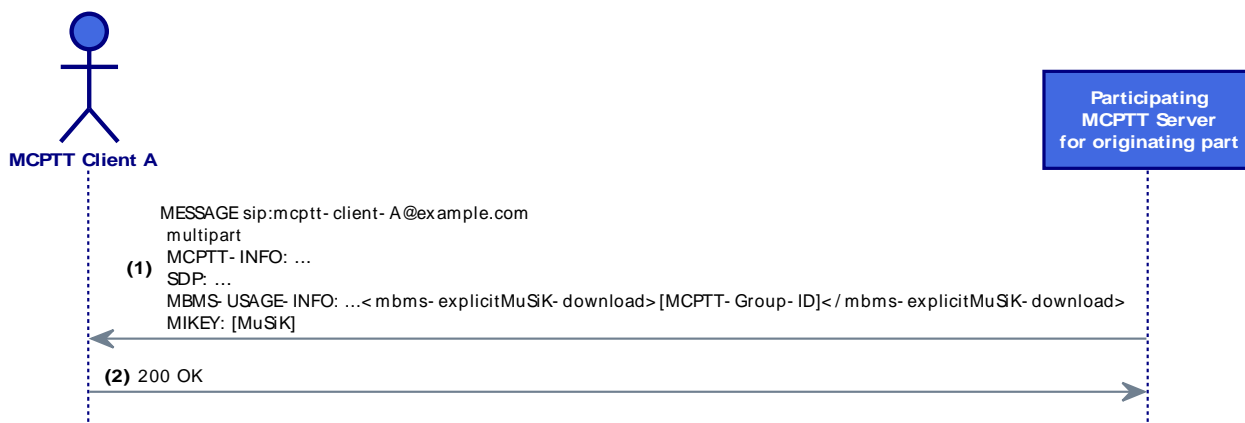 Participating
MCPTT Server
for originating part
MCPTT Client A
MESSAGE sip:mcptt-client-A@example.com
multipart
MCPTT-INFO: …
(1)
SDP: …
MBMS-USAGE-INFO: …<mbms-explicitMuSiK-download>[MCPTT-Group-ID]</mbms-explicitMuSiK-download>
MIKEY: [MuSiK]
(2) 200 OK